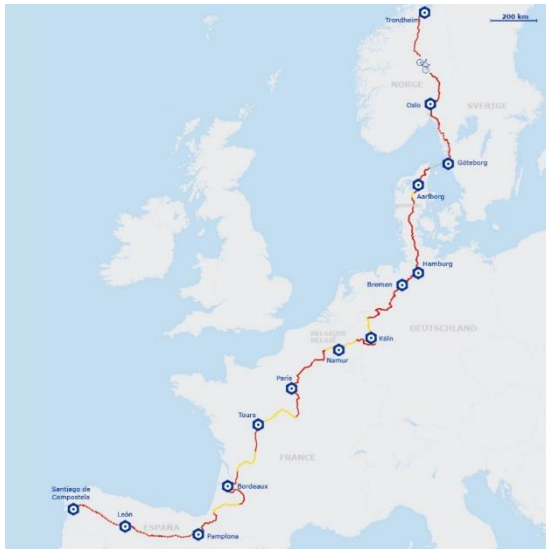 200 km
Trondheim
NORGE
SVERIGE
Oslo
Göteborg
Aarlborg
Hamburg
Bremen
DEUTSCHLAND
BELGIQUE
BELGIË
Köln
Namur
Paris
Tours
FRANCE
Bordeaux
Santiago de
Compostela
León
ESPAÑA
Pamplona